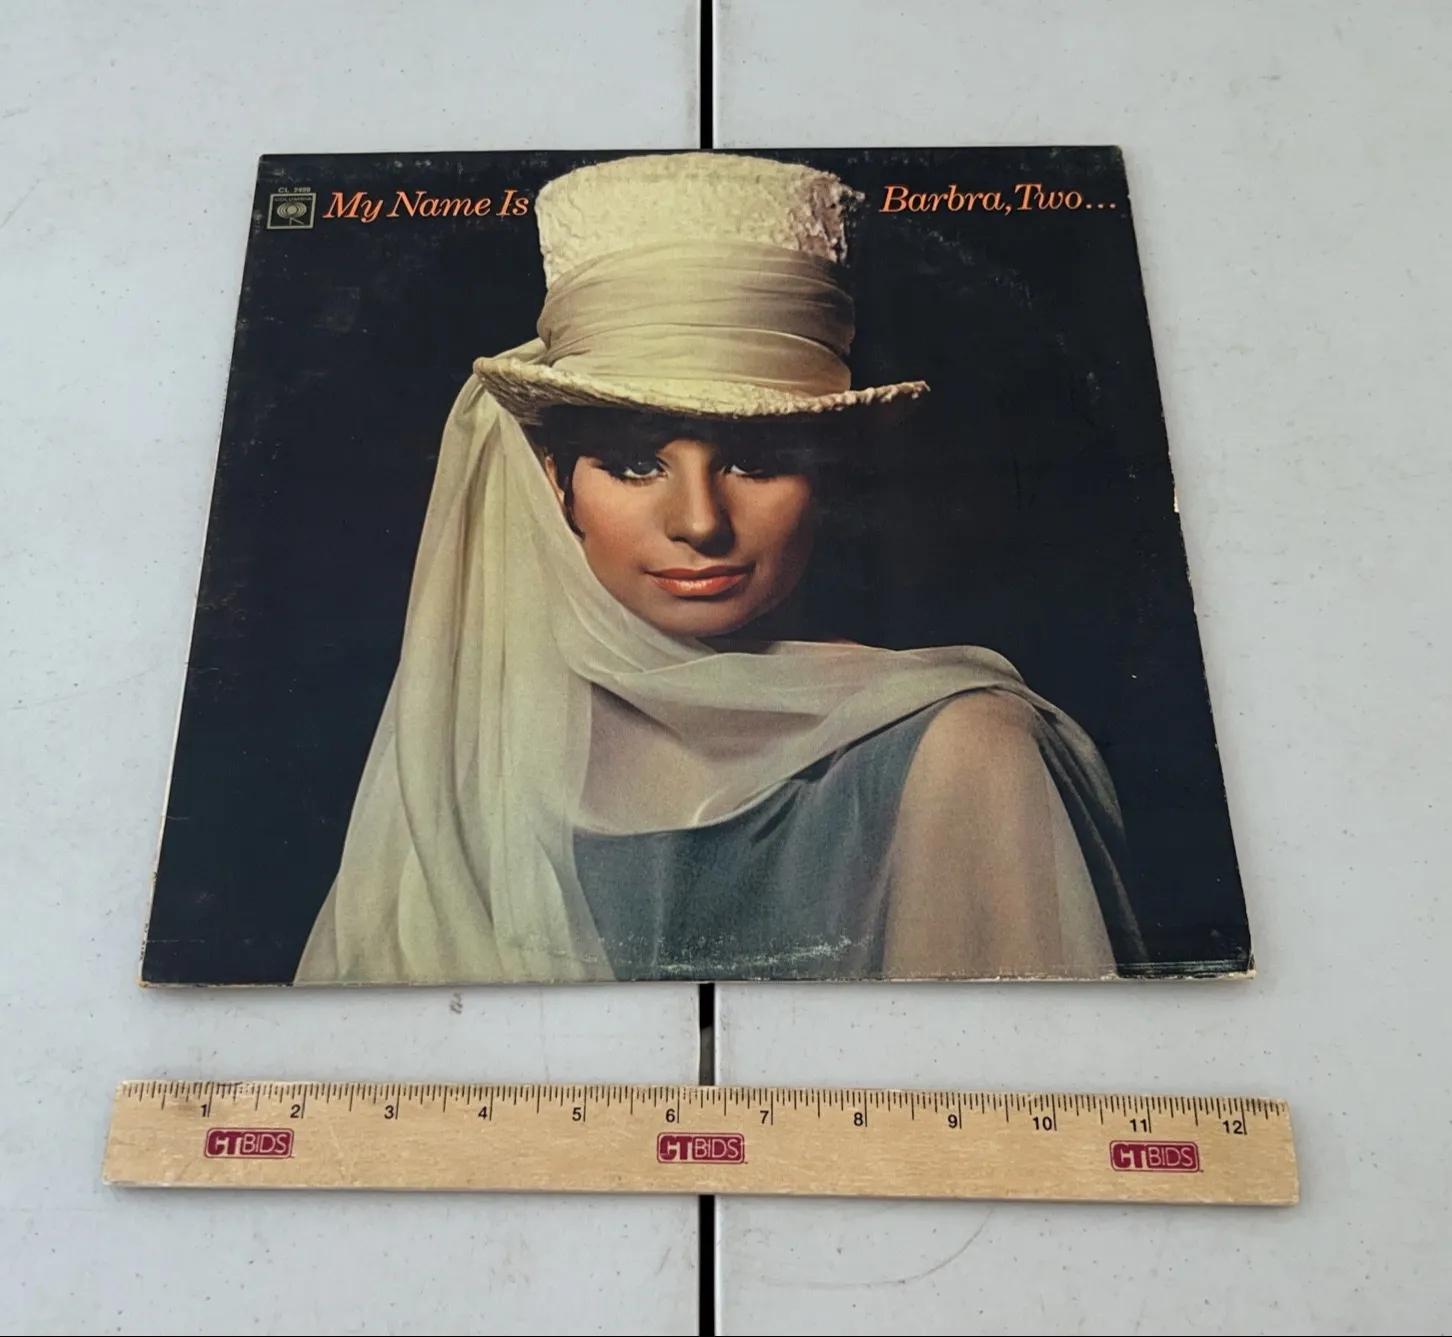 CL 2409
COLUMBIA
My Name Is Barbra, Two...
1 2 3 4 5 6 7 8 9 10 11 12
CTBIDS CTBIDS CTBIDS